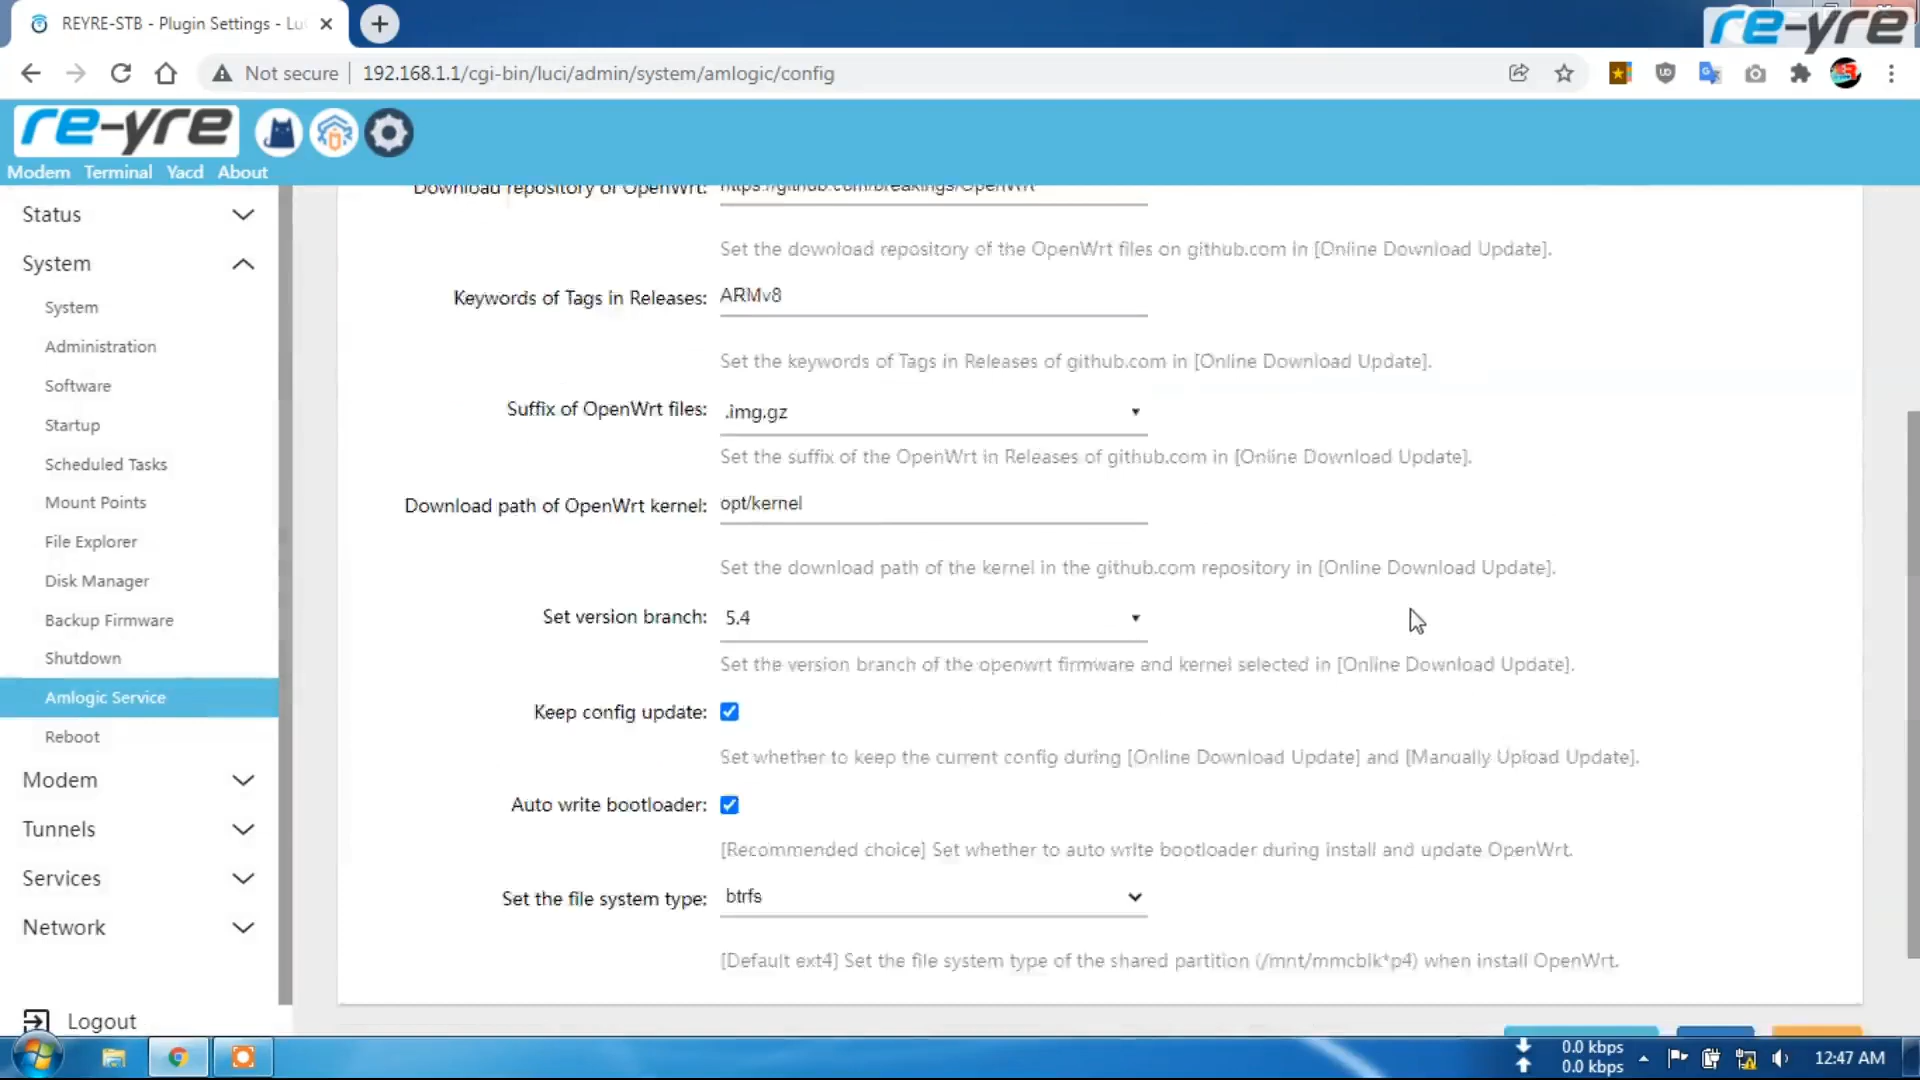 REYRE-STB - Plugin Settings - Lu
re-yre
Not secure
192.168.1.1/cgi-bin/luci/admin/system/amlogic/config
re-yre
Modem Terminal Yacd About
Status
System
System
Administration
Software
Startup
Scheduled Tasks
Mount Points
File Explorer
Disk Manager
Backup Firmware
Shutdown
Amlogic Service
Reboot
Modem
Tunnels
Services
Network
Logout
Download repository of OpenWrt: https://github.com/breakings/OpenWrt
Set the download repository of the OpenWrt files on github.com in [Online Download Update].
Keywords of Tags in Releases: ARMv8
Set the keywords of Tags in Releases of github.com in [Online Download Update].
Suffix of OpenWrt files: .img.gz
Set the suffix of the OpenWrt in Releases of github.com in [Online Download Update].
Download path of OpenWrt kernel: opt/kernel
Set the download path of the kernel in the github.com repository in [Online Download Update].
Set version branch: 5.4
Set the version branch of the openwrt firmware and kernel selected in [Online Download Update].
Keep config update:
Set whether to keep the current config during [Online Download Update] and [Manually Upload Update].
Auto write bootloader:
[Recommended choice] Set whether to auto write bootloader during install and update OpenWrt.
Set the file system type: btrfs
[Default ext4] Set the file system type of the shared partition (/mnt/mmcblk*p4) when install OpenWrt.
0.0 kbps
0.0 kbps
12:47 AM